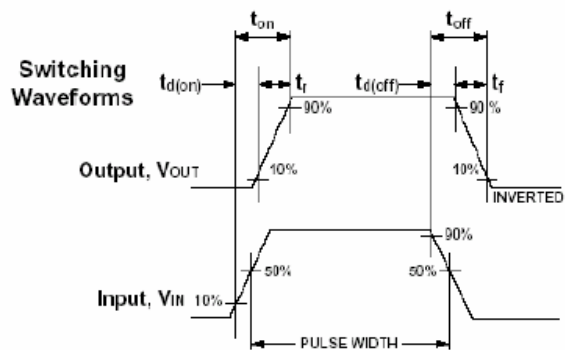 ton
toff
Switching
Waveforms
td(on)
tr
td(off)
tf
90%
90%
Output, VOUT
10%
10%
INVERTED
90%
50%
50%
Input, VIN
10%
PULSE WIDTH